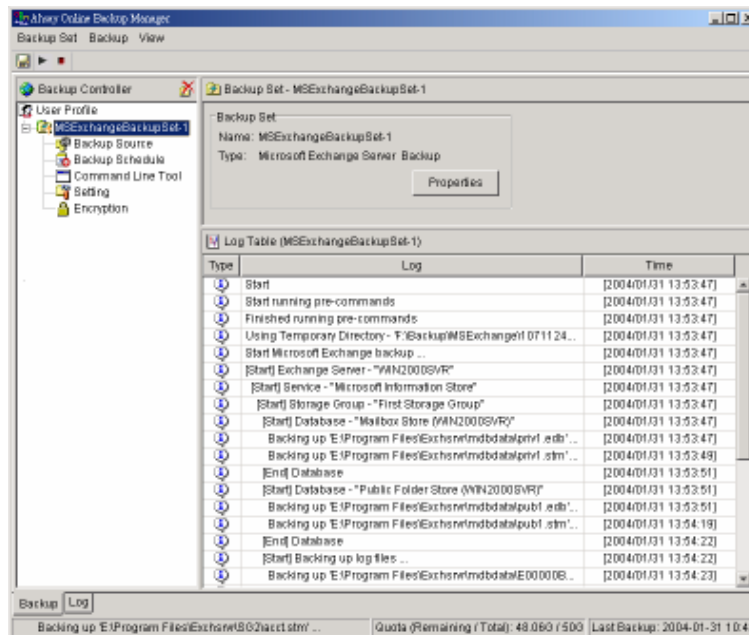 Ahsay Online Backup Manager
Backup Set Backup View
Backup Controller
User Profile
MSExchangeBackupSet-1
Backup Source
Backup Schedule
Command Line Tool
Setting
Encryption
Backup Set - MSExchangeBackupSet-1
Backup Set
Name: MSExchangeBackupSet-1
Type: Microsoft Exchange Server Backup
Properties
Log Table (MSExchangeBackupSet-1)
Type Log Time
Start [2004/01/31 13:53:47]
Start running pre-commands [2004/01/31 13:53:47]
Finished running pre-commands [2004/01/31 13:53:47]
Using Temporary Directory - 'F:\Backup\MSExchange\1071124... [2004/01/31 13:53:47]
Start Microsoft Exchange backup ... [2004/01/31 13:53:47]
[Start] Exchange Server - "WIN2000SVR" [2004/01/31 13:53:47]
[Start] Service - "Microsoft Information Store" [2004/01/31 13:53:47]
[Start] Storage Group - "First Storage Group" [2004/01/31 13:53:47]
[Start] Database - "Mailbox Store (WIN2000SVR)" [2004/01/31 13:53:47]
Backing up 'E:\Program Files\Exchsrvr\mdbdata\priv1.edb'... [2004/01/31 13:53:47]
Backing up 'E:\Program Files\Exchsrvr\mdbdata\priv1.stm'... [2004/01/31 13:53:49]
[End] Database [2004/01/31 13:53:51]
[Start] Database - "Public Folder Store (WIN2000SVR)" [2004/01/31 13:53:51]
Backing up 'E:\Program Files\Exchsrvr\mdbdata\pub1.edb'... [2004/01/31 13:53:51]
Backing up 'E:\Program Files\Exchsrvr\mdbdata\pub1.stm'... [2004/01/31 13:54:19]
[End] Database [2004/01/31 13:54:22]
[Start] Backing up log files ... [2004/01/31 13:54:22]
Backing up 'E:\Program Files\Exchsrvr\mdbdata\E00000B... [2004/01/31 13:54:23]
Backup Log
Backing up 'E:\Program Files\Exchsrvr\SG2\acct.stm' ... Quota (Remaining / Total): 48.06G / 50G Last Backup: 2004-01-31 10:4